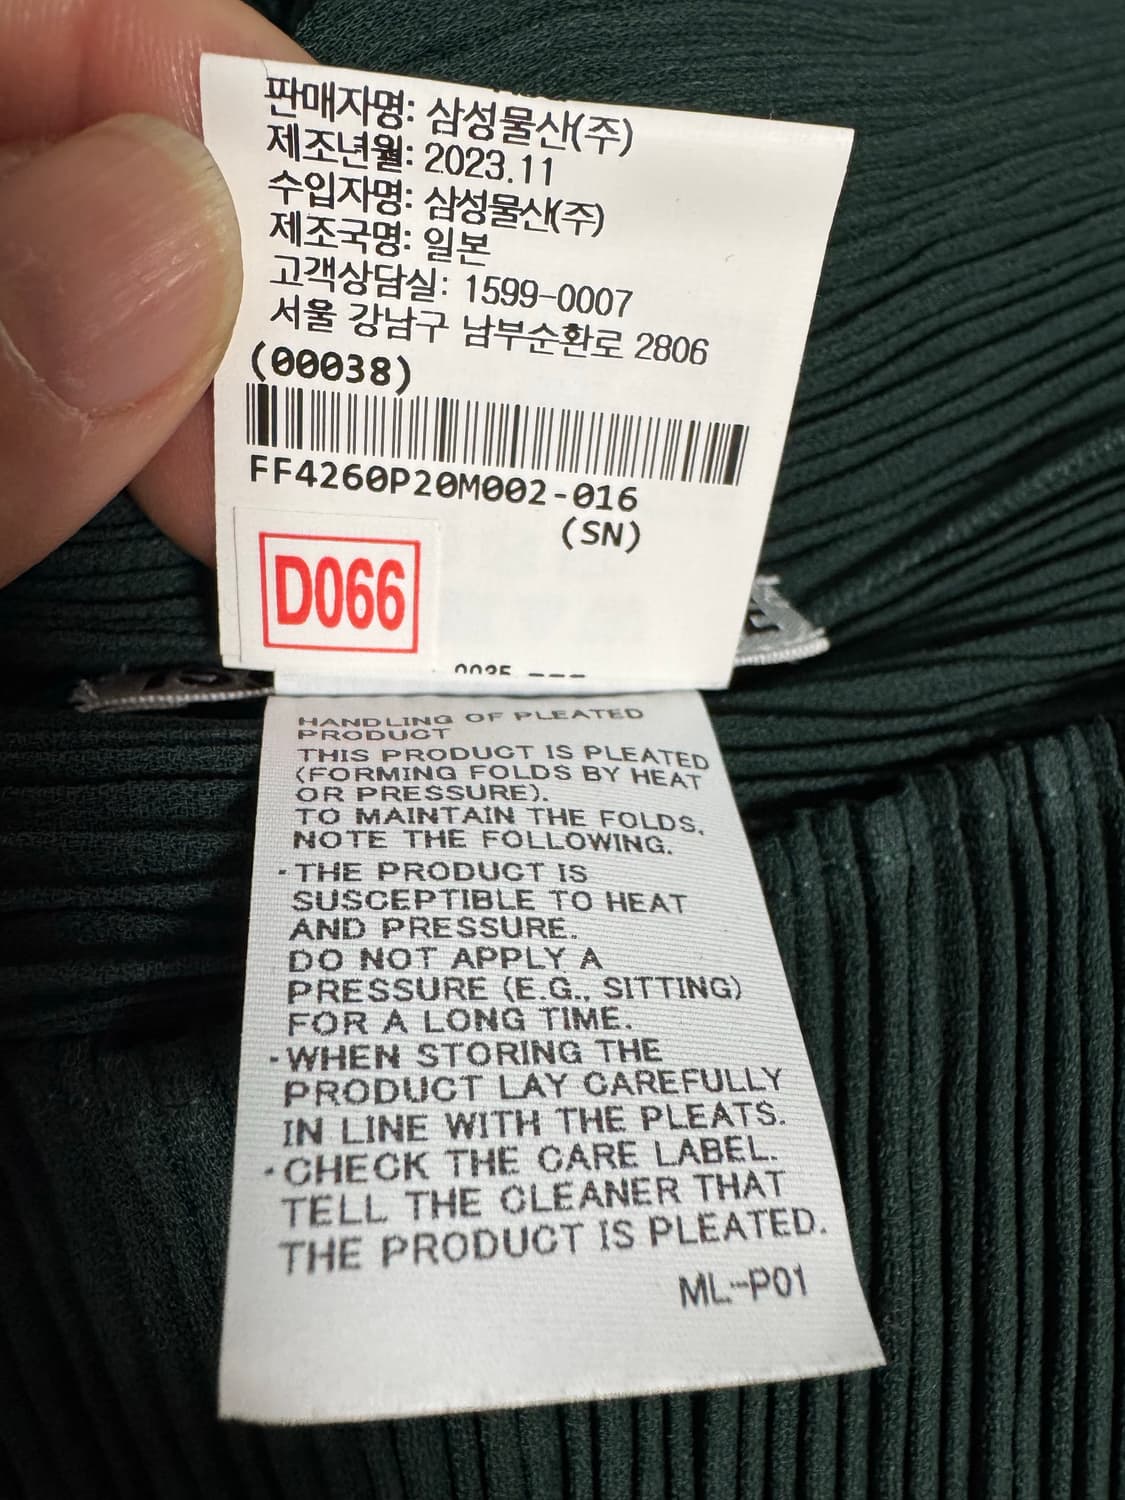 판매자명: 삼성물산(주)
제조년월: 2023.11
수입자명: 삼성물산(주)
제조국명: 일본
고객상담실: 1599-0007
서울 강남구 남부순환로 2806
(00038)
FF4260P20M002-016
(SN)
D066
HANDLING OF PLEATED
PRODUCT
THIS PRODUCT IS PLEATED
(FORMING FOLDS BY HEAT
OR PRESSURE).
TO MAINTAIN THE FOLDS,
NOTE THE FOLLOWING.
·THE PRODUCT IS
SUSCEPTIBLE TO HEAT
AND PRESSURE.
DO NOT APPLY A
PRESSURE (E.G., SITTING)
FOR A LONG TIME.
·WHEN STORING THE
PRODUCT LAY CAREFULLY
IN LINE WITH THE PLEATS.
·CHECK THE CARE LABEL.
TELL THE CLEANER THAT
THE PRODUCT IS PLEATED.
ML-P01